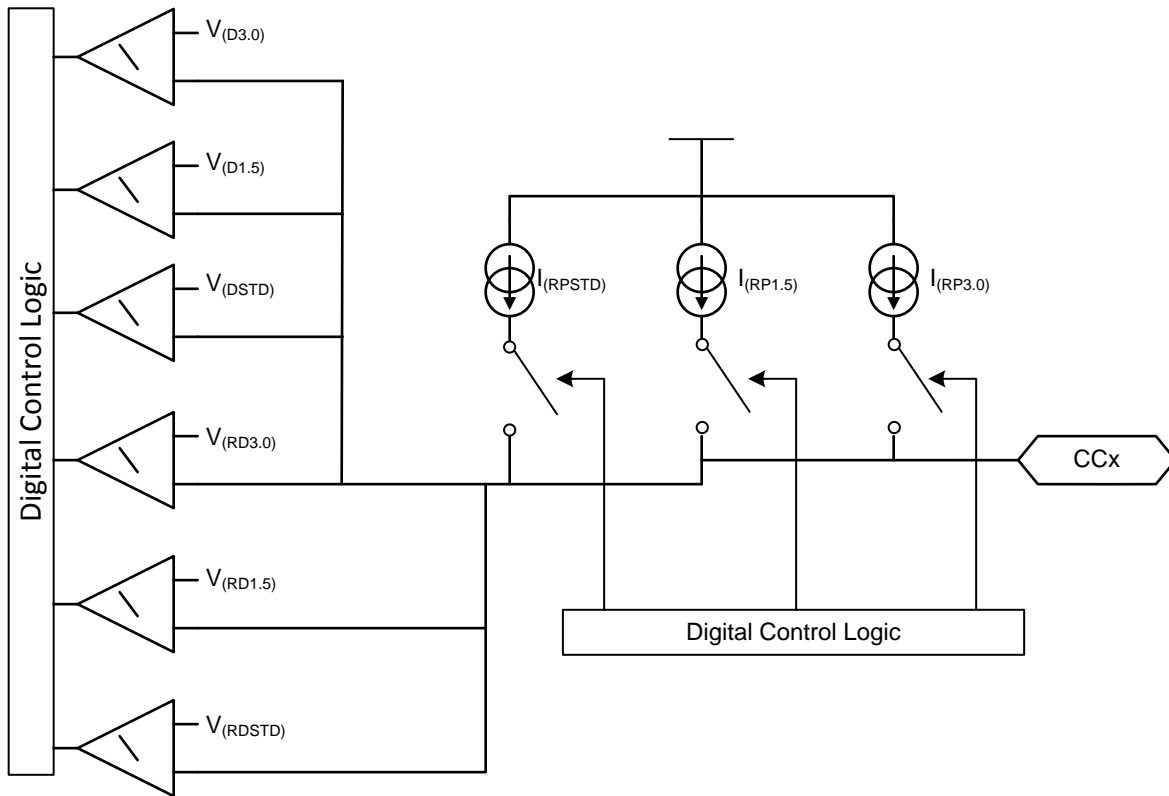 Digital Control Logic
V(D3.0)
V(D1.5)
V(DSTD)
V(RD3.0)
V(RD1.5)
V(RDSTD)
I(RPSTD)
I(RP1.5)
I(RP3.0)
CCx
Digital Control Logic